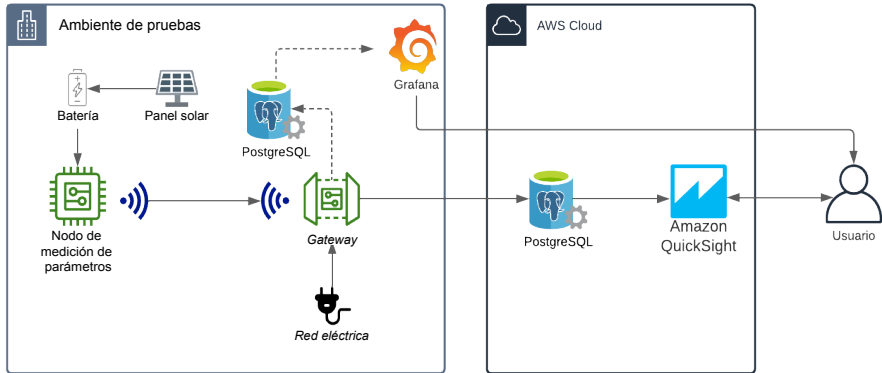 Ambiente de pruebas
AWS Cloud
Grafana
Batería
Panel solar
PostgreSQL
Nodo de
medición de
parámetros
Gateway
PostgreSQL
Amazon
QuickSight
Usuario
Red eléctrica